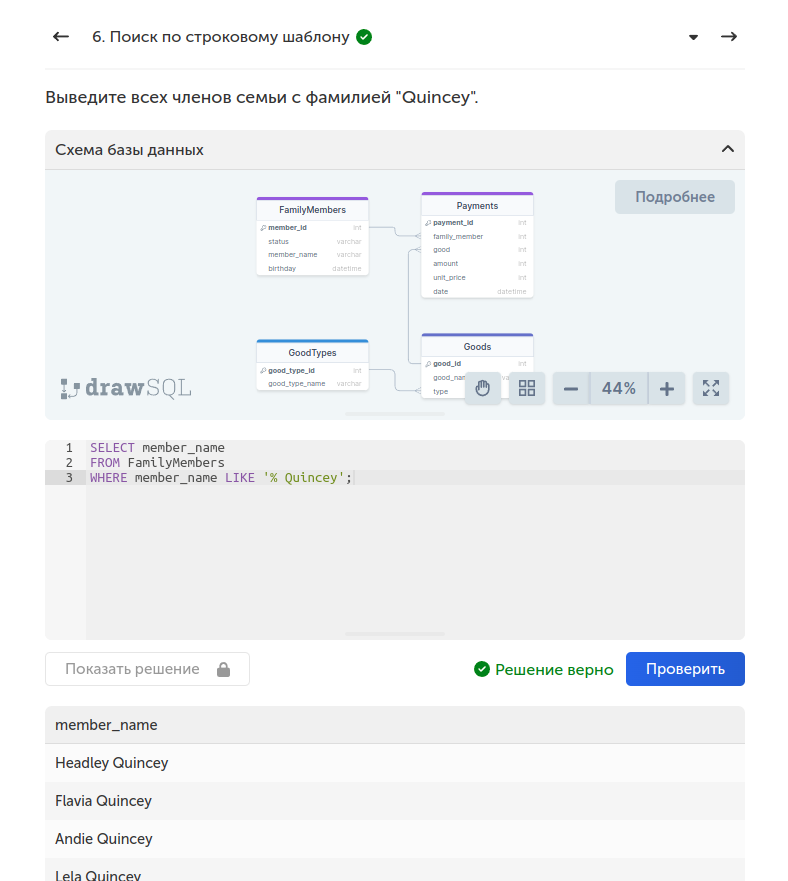 6. Поиск по строковому шаблону
Выведите всех членов семьи с фамилией "Quincey".
Схема базы данных
Подробнее
FamilyMembers
member_id int
status varchar
member_name varchar
birthday datetime
Payments
payment_id int
family_member int
good int
amount int
unit_price int
date datetime
GoodTypes
good_type_id int
good_type_name varchar
Goods
good_id int
good_nam va
type
drawSQL
44%
1 SELECT member_name
2 FROM FamilyMembers
3 WHERE member_name LIKE '% Quincey';
Показать решение
Решение верно
Проверить
member_name
Headley Quincey
Flavia Quincey
Andie Quincey
Lela Quincey